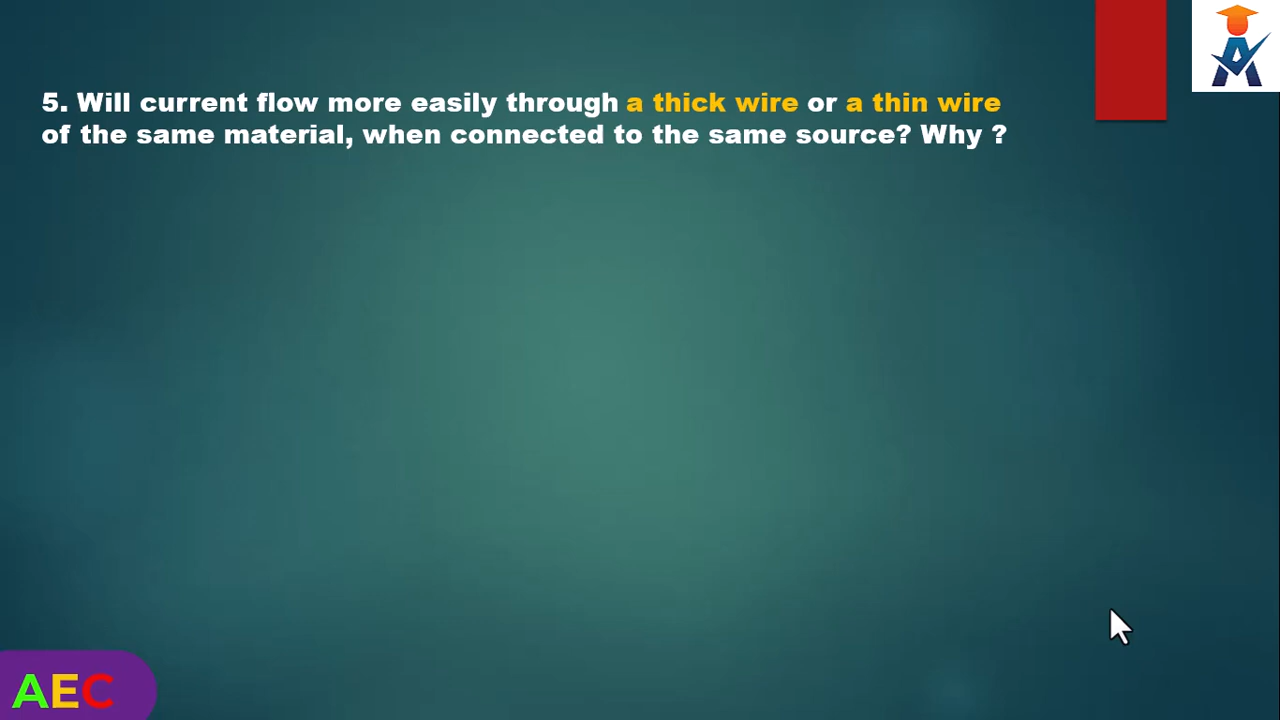 5. Will current flow more easily through a thick wire or a thin wire
of the same material, when connected to the same source? Why ?
AEC